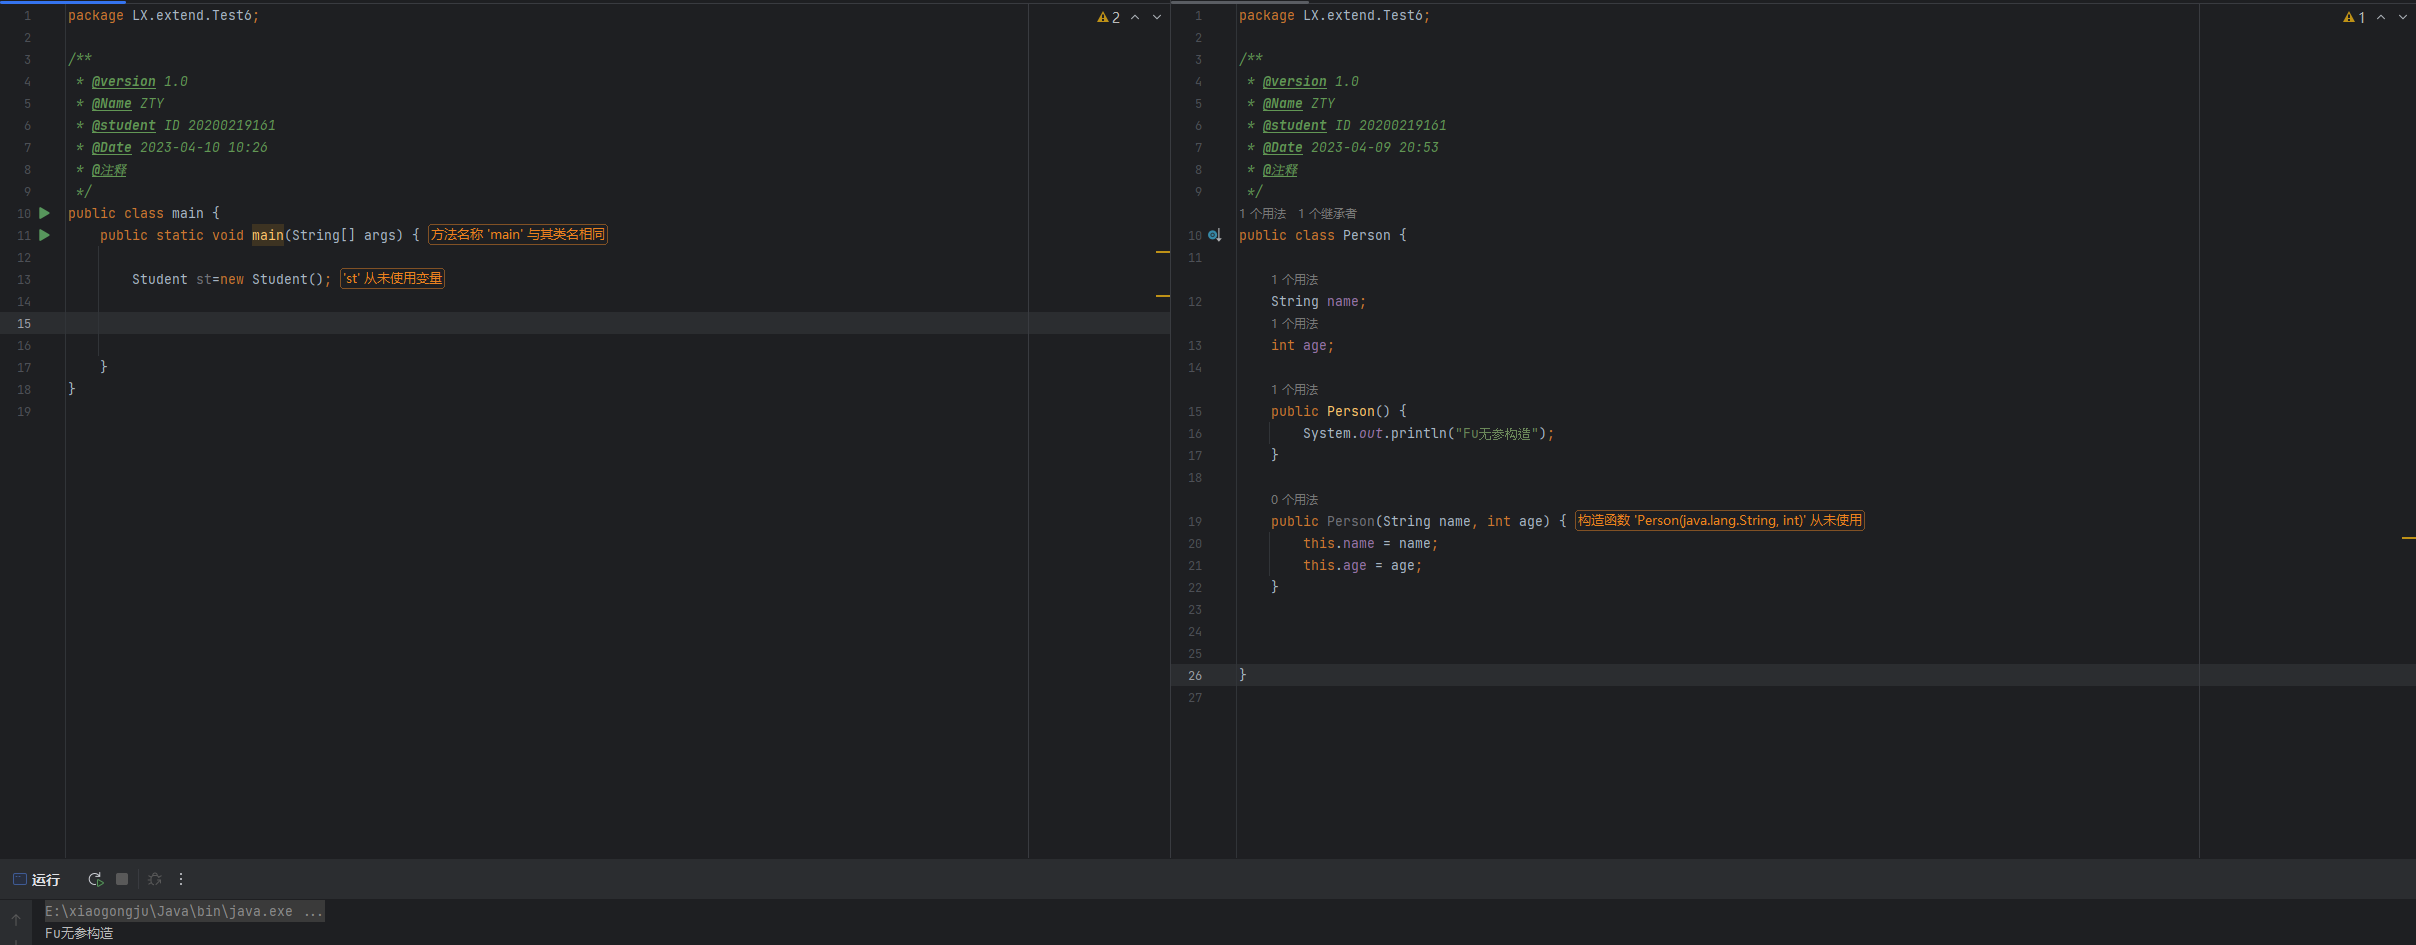 1 package LX.extend.Test6;
2
3 /**
4 * @version 1.0
5 * @Name ZTY
6 * @student ID 20200219161
7 * @Date 2023-04-10 10:26
8 * @注释
9 */
10 public class main {
11 public static void main(String[] args) { 方法名称 'main' 与其类名相同
12
13 Student st=new Student(); 'st' 从未使用变量
14
15
16
17 }
18 }
19
2
1 package LX.extend.Test6;
2
3 /**
4 * @version 1.0
5 * @Name ZTY
6 * @student ID 20200219161
7 * @Date 2023-04-09 20:53
8 * @注释
9 */
1 个用法 1 个继承者
10 public class Person {
11
1 个用法
12 String name;
1 个用法
13 int age;
14
1 个用法
15 public Person() {
16 System.out.println("Fu无参构造");
17 }
18
0 个用法
19 public Person(String name, int age) { 构造函数 'Person(java.lang.String, int)' 从未使用
20 this.name = name;
21 this.age = age;
22 }
23
24
25
26 }
27
1
运行
E:\xiaogongju\Java\bin\java.exe ...
Fu无参构造